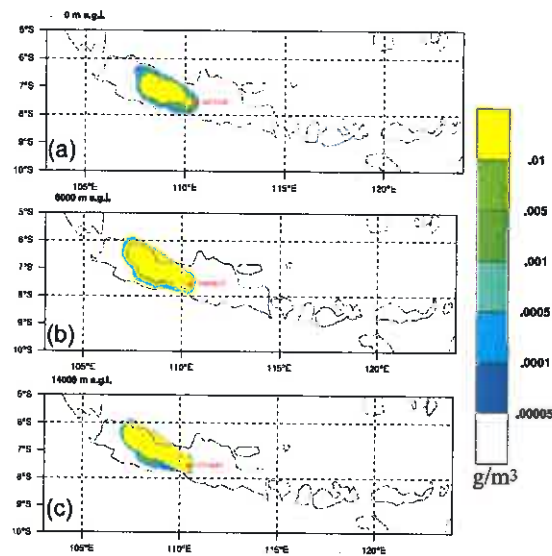 0 m a.g.l.
5°S
6°S
7°S
8°S
9°S
10°S
(a)
105°E 110°E 115°E 120°E
6000 m a.g.l.
5°S
6°S
7°S
8°S
9°S
10°S
(b)
105°E 110°E 115°E 120°E
14000 m a.g.l.
5°S
6°S
7°S
8°S
9°S
10°S
(c)
105°E 110°E 115°E 120°E
.01
.005
.001
.0005
.0001
.00005
g/m³